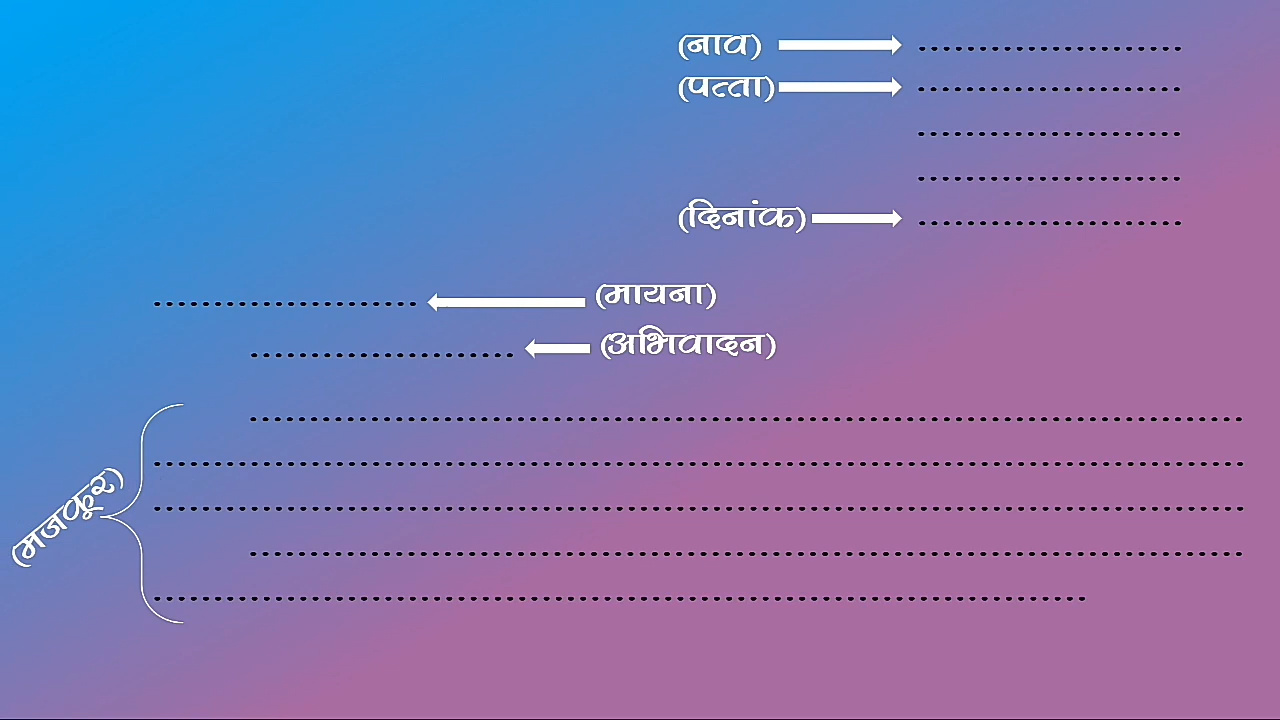 (नाव) ......................
(पत्ता) ......................
......................
......................
(दिनांक) ......................
...................... (मायना)
...................... (अभिवादन)
(मजकूर)
..................................................................................
..........................................................................................
..........................................................................................
..................................................................................
.............................................................................